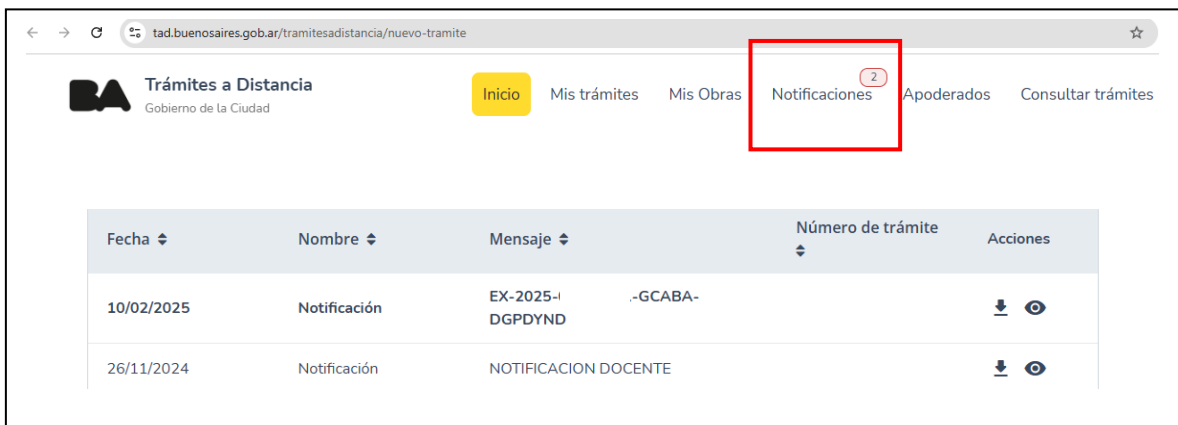 tad.buenosaires.gob.ar/tramitesadistancia/nuevo-tramite
BA Trámites a Distancia
Gobierno de la Ciudad
Inicio Mis trámites Mis Obras Notificaciones 2 Apoderados Consultar trámites
Fecha Nombre Mensaje Número de trámite Acciones
10/02/2025 Notificación EX-2025- -GCABA-
DGPDYND
26/11/2024 Notificación NOTIFICACION DOCENTE